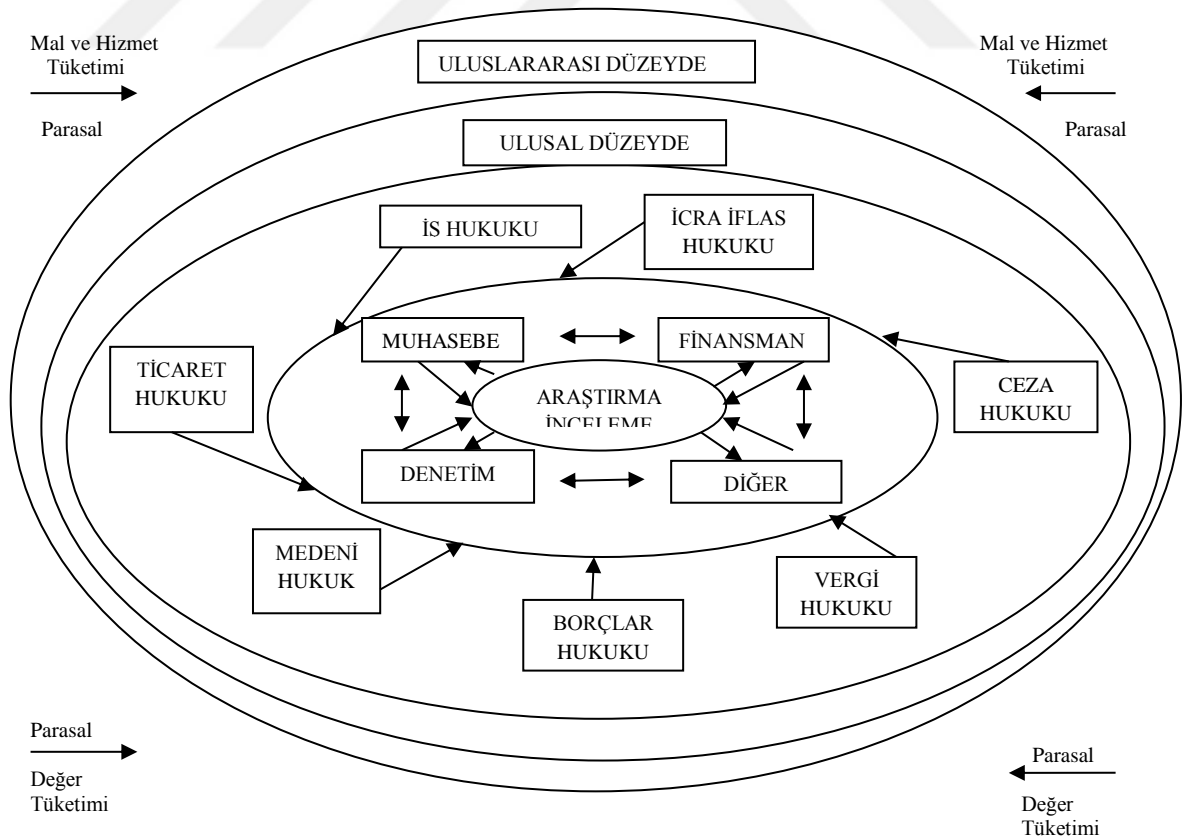 Mal ve Hizmet
Tüketimi
Parasal
Mal ve Hizmet
Tüketimi
Parasal
ULUSLARARASI DÜZEYDE
ULUSAL DÜZEYDE
İS HUKUKU
İCRA İFLAS
HUKUKU
MUHASEBE
FİNANSMAN
TİCARET
HUKUKU
ARAŞTIRMA
İNCELEME
CEZA
HUKUKU
DENETİM
DİĞER
MEDENİ
HUKUK
VERGİ
HUKUKU
BORÇLAR
HUKUKU
Parasal
Değer
Tüketimi
Parasal
Değer
Tüketimi